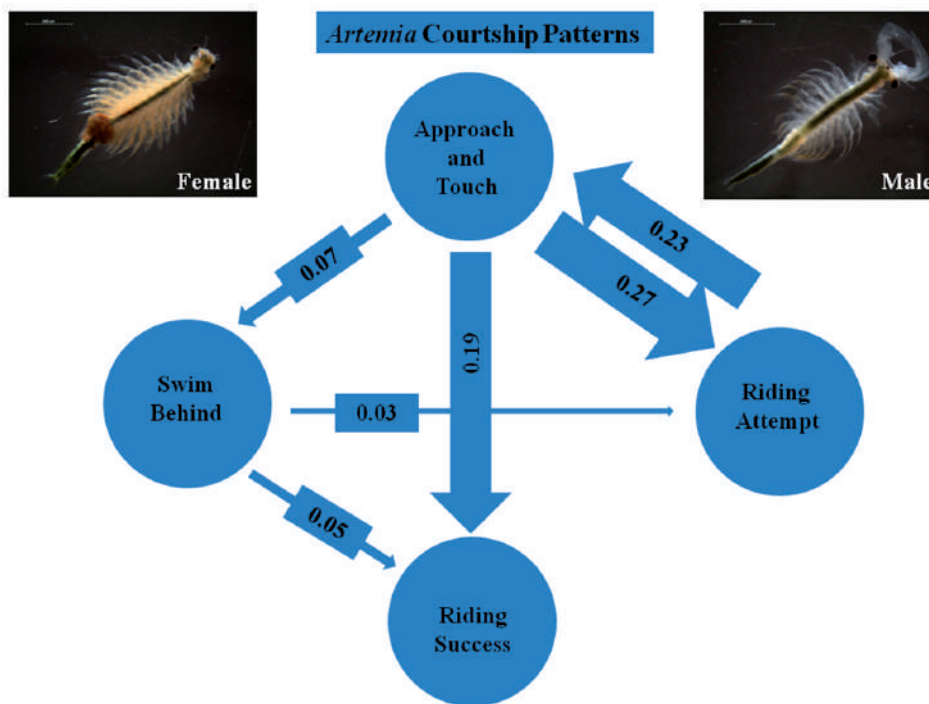 Artemia Courtship Patterns
Female
Male
Approach
and
Touch
0.07
0.23
0.27
0.19
Swim
Behind
0.03
Riding
Attempt
0.05
Riding
Success